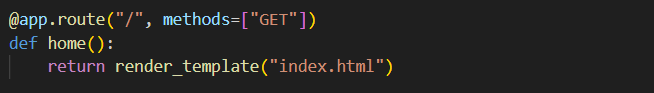 @app.route("/", methods=["GET"])
def home():
    return render_template("index.html")